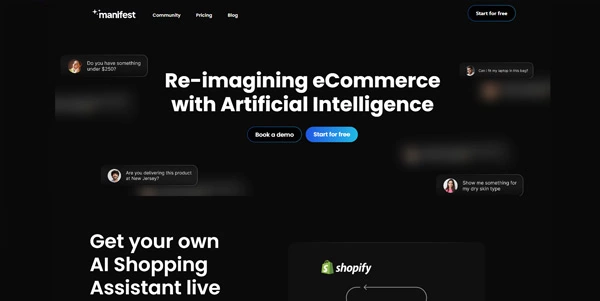 manifest
Community
Pricing
Blog
Start for free
Do you have something
under $250?
Can I fit my laptop in this bag?
Re-imagining eCommerce
with Artificial Intelligence
Book a demo
Start for free
Are you delivering this product
at New Jersey?
Show me something for
my dry skin type
Get your own
AI Shopping
Assistant live
shopify